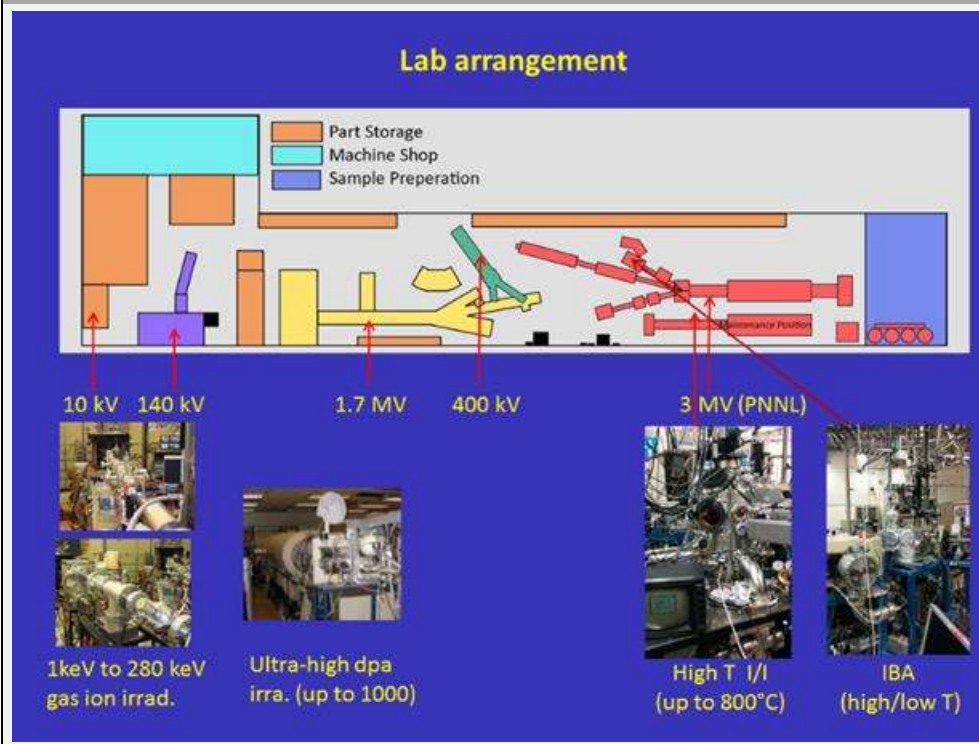 Lab arrangement
Part Storage
Machine Shop
Sample Preperation
Maintenance Position
10 kV 140 kV 1.7 MV 400 kV 3 MV (PNNL)
1keV to 280 keV
gas ion irrad.
Ultra-high dpa
irra. (up to 1000)
High T I/I
(up to 800°C)
IBA
(high/low T)